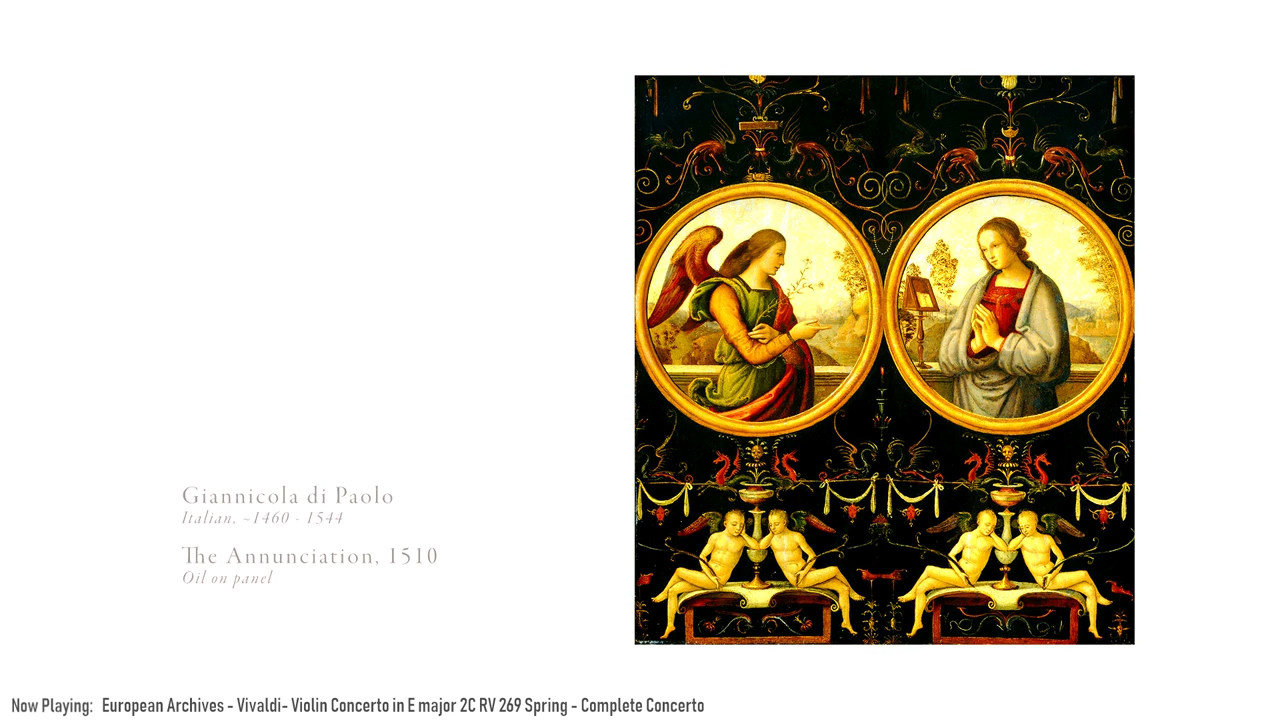 Giannicola di Paolo
Italian, ~1460 - 1544
The Annunciation, 1510
Oil on panel
Now Playing: European Archives - Vivaldi- Violin Concerto in E major 2C RV 269 Spring - Complete Concerto